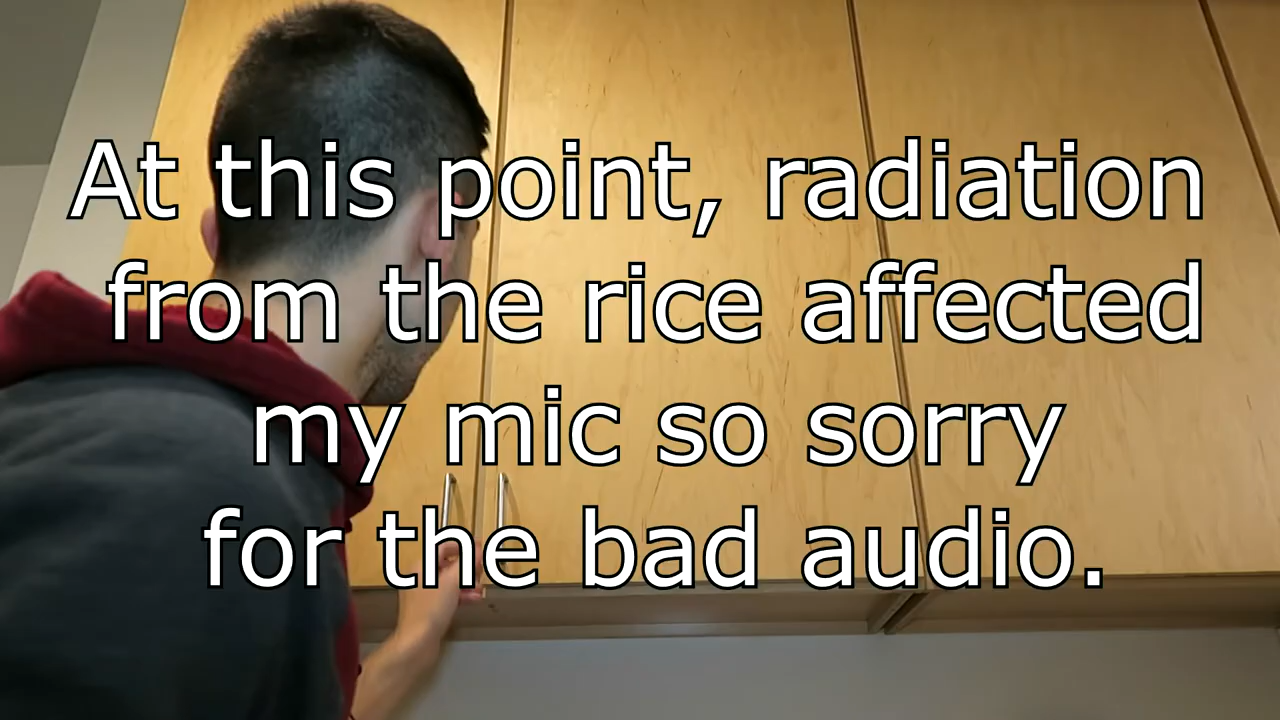 At this point, radiation
from the rice affected
my mic so sorry
for the bad audio.